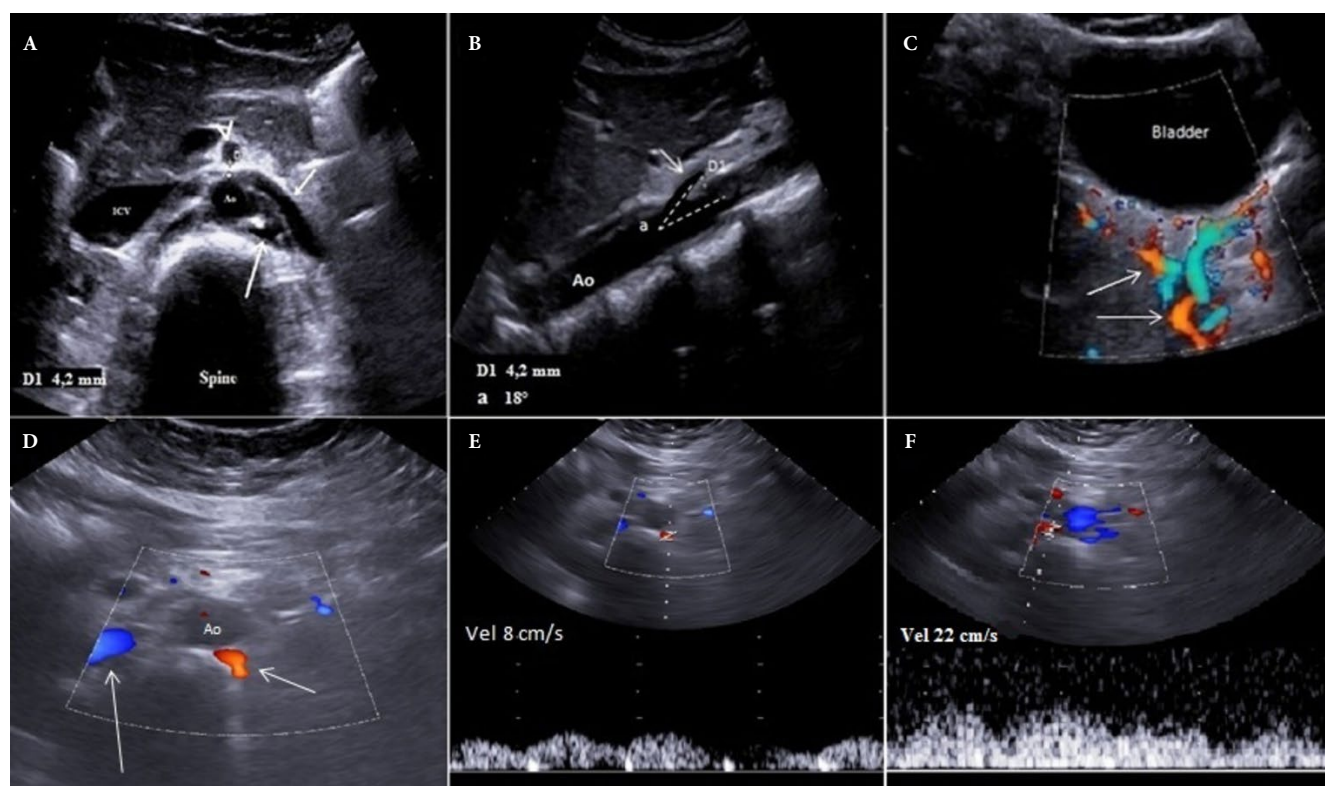 A
ICV
Ao
D1 4,2 mm
Spine
B
D1
a
Ao
D1 4,2 mm
a 18°
C
Bladder
D
Ao
E
Vel 8 cm/s
F
Vel 22 cm/s